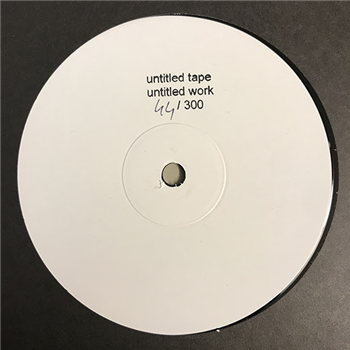 untitled tape
untitled work
44/ 300